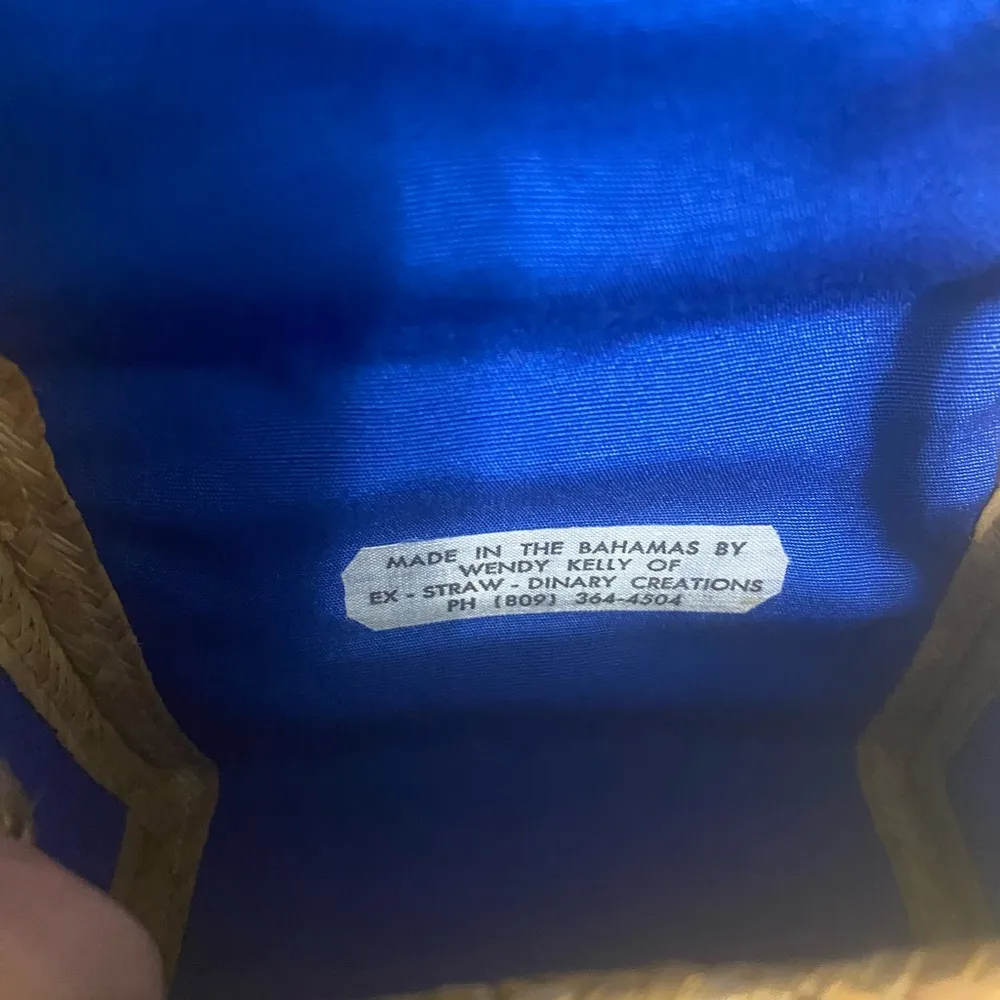 MADE IN THE BAHAMAS BY
WENDY KELLY OF
EX - STRAW - DINARY CREATIONS
PH (809) 364-4504